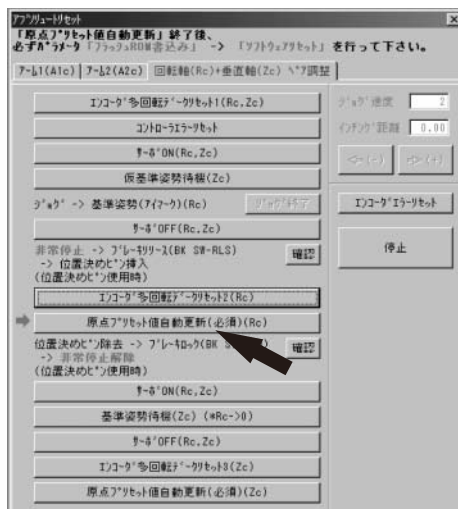 ｱﾌﾞｿﾘｭｰﾄﾘｾｯﾄ
「原点ﾌﾟﾘｾｯﾄ値自動更新」終了後、
必ずﾊﾟﾗﾒｰﾀ「ﾌﾗｯｼｭROM書込み」 -> 「ｿﾌﾄｳｪｱﾘｾｯﾄ」を行って下さい。
ｱｰﾑ1(A1c) ｱｰﾑ2(A2c) 回転軸(Rc)+垂直軸(Zc) ﾍﾟｱ調整
ｴﾝｺｰﾀﾞ多回転ﾃﾞｰﾀﾘｾｯﾄ1(Rc,Zc)
ｺﾝﾄﾛｰﾗｴﾗｰﾘｾｯﾄ
ｻｰﾎﾞON(Rc,Zc)
仮基準姿勢待機(Zc)
ｼﾞｮｸﾞ -> 基準姿勢(ｱｲﾏｰｸ)(Rc) ｼﾞｮｸﾞ終了
ｻｰﾎﾞOFF(Rc,Zc)
非常停止 -> ﾌﾞﾚｰｷﾘﾘｰｽ(BK SW-RLS)
-> 位置決めﾋﾟﾝ挿入
(位置決めﾋﾟﾝ使用時)
確認
ｴﾝｺｰﾀﾞ多回転ﾃﾞｰﾀﾘｾｯﾄ2(Rc)
原点ﾌﾟﾘｾｯﾄ値自動更新(必須)(Rc)
位置決めﾋﾟﾝ除去 -> ﾌﾞﾚｰｷﾛｯｸ(BK
-> 非常停止解除
(位置決めﾋﾟﾝ使用時)
確認
ｻｰﾎﾞON(Rc,Zc)
基準姿勢待機(Zc) (*Rc->0)
ｻｰﾎﾞOFF(Rc,Zc)
ｴﾝｺｰﾀﾞ多回転ﾃﾞｰﾀﾘｾｯﾄ3(Zc)
原点ﾌﾟﾘｾｯﾄ値自動更新(必須)(Zc)
ｼﾞｮｸﾞ速度 2
ｲﾝﾁﾝｸﾞ距離 0.00
(-) (+)
ｴﾝｺｰﾀﾞｴﾗｰﾘｾｯﾄ
停止